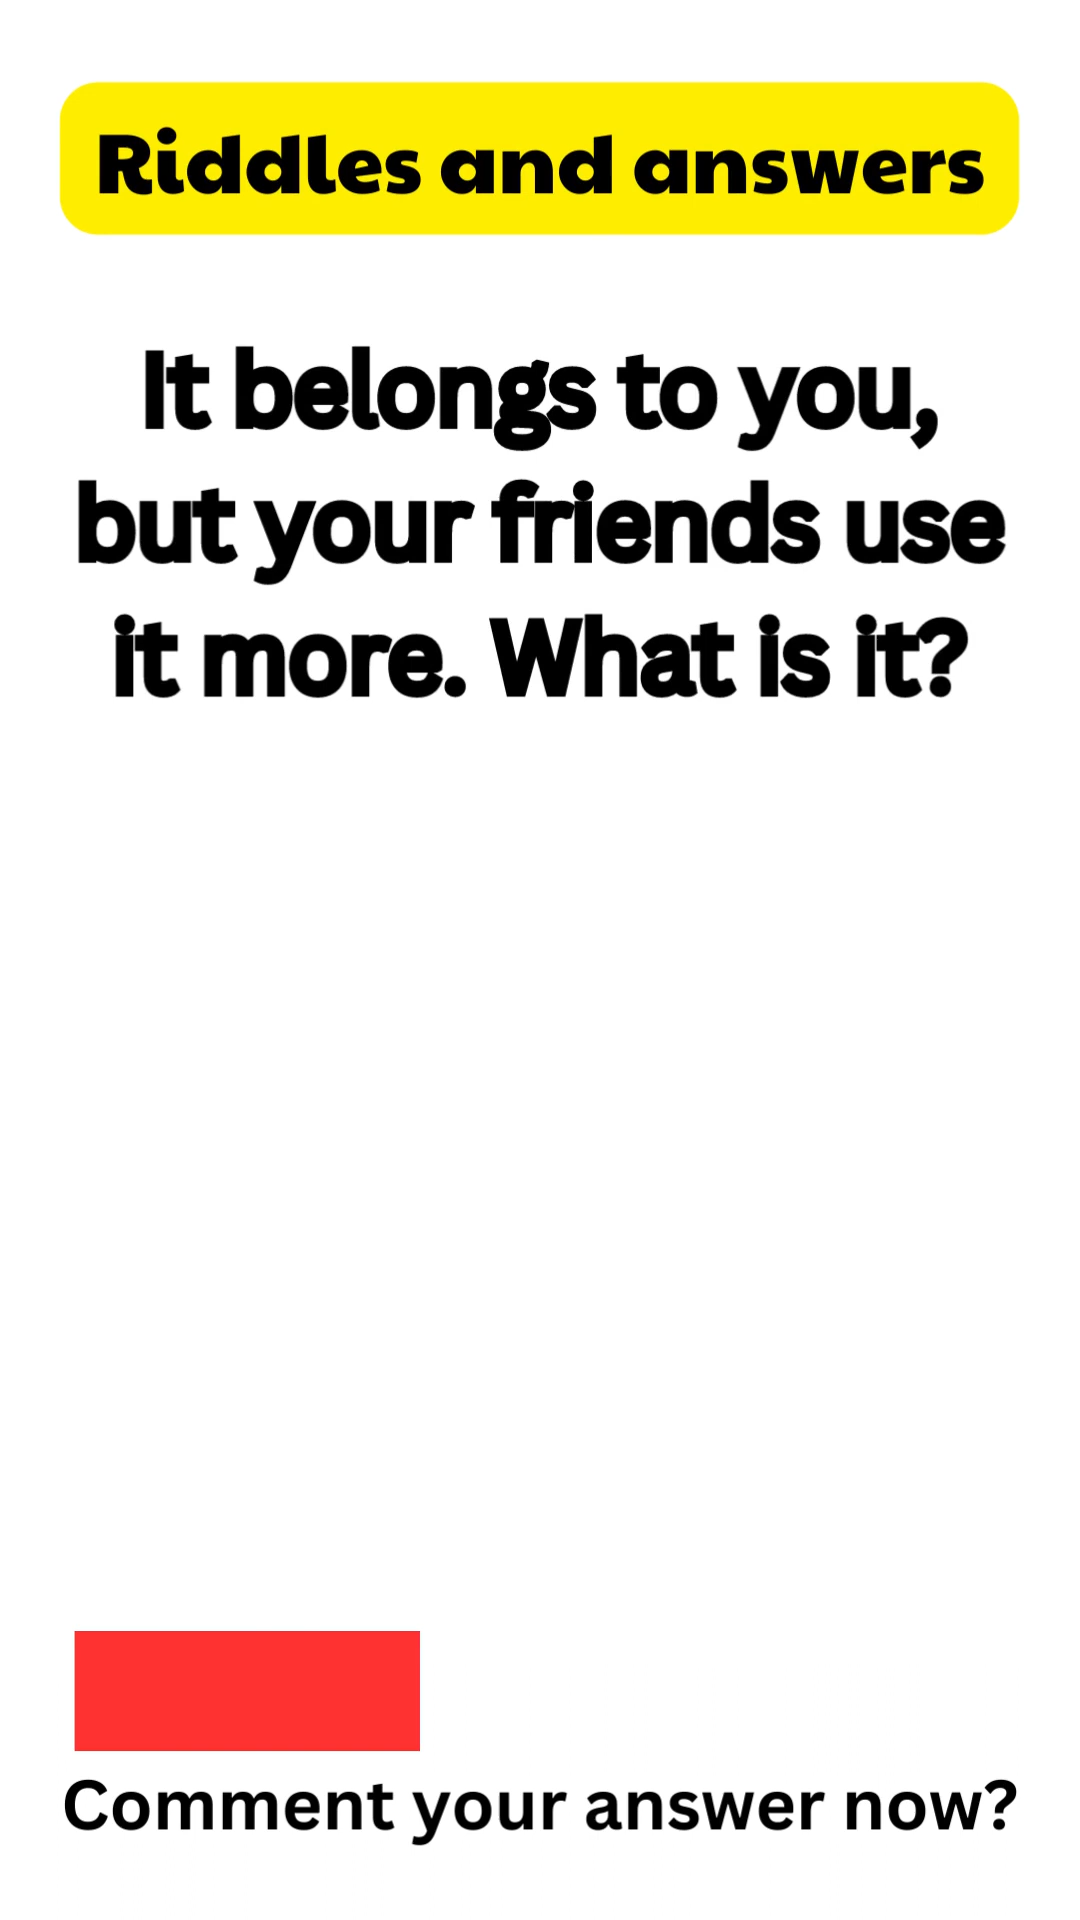 Riddles and answers
It belongs to you,
but your friends use
it more. What is it?
Comment your answer now?